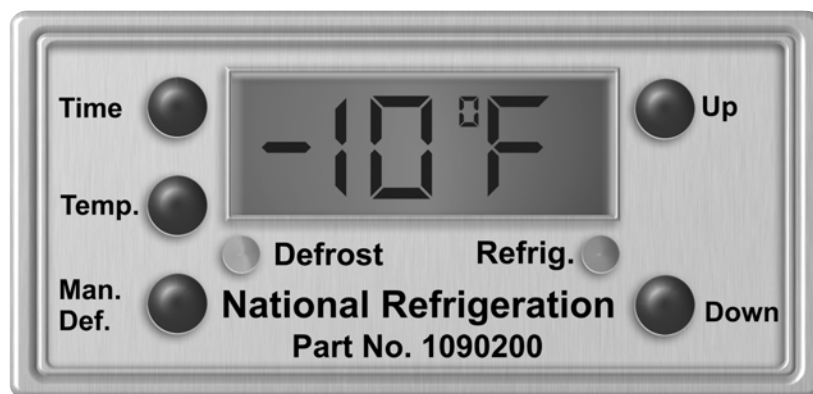 Time
-10°F
Up
Temp.
Defrost
Refrig.
Man.
Def.
National Refrigeration
Down
Part No. 1090200